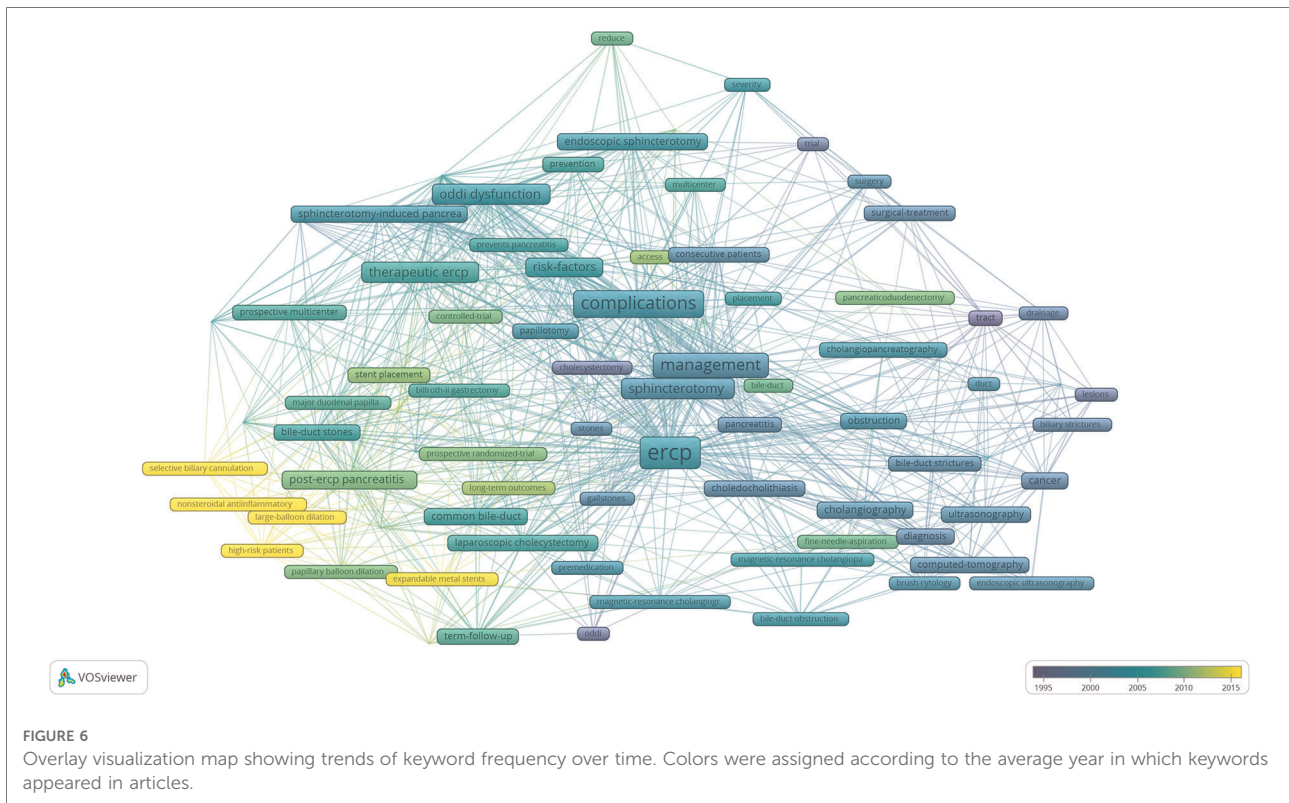 reduce
severity
endoscopic sphincterotomy
trial
prevention
surgery
multicenter
oddi dysfunction
sphincterotomy-induced pancrea
surgical-treatment
prevents pancreatitis
access
consecutive patients
therapeutic ercp
risk-factors
complications
placement
pancreaticoduodenectomy
prospective multicenter
controlled-trial
tract
drainage
papillotomy
cholangiopancreatography
cholecystectomy
management
stent placement
sphincterotomy
bile-duct
duct
billroth-ii gastrectomy
lesions
major duodenal papilla
bile-duct stones
stones
pancreatitis
obstruction
biliary strictures
ercp
prospective randomized-trial
selective biliary cannulation
bile-duct strictures
post-ercp pancreatitis
cancer
long-term outcomes
choledocholithiasis
nonsteroidal antiinflammatory
gallstones
large-balloon dilation
common bile-duct
cholangiography
ultrasonography
high-risk patients
laparoscopic cholecystectomy
fine-needle-aspiration
diagnosis
magnetic-resonance cholangiopa
computed-tomography
papillary balloon dilation
expandable metal stents
premedication
brush cytology
endoscopic ultrasonography
magnetic-resonance cholangiogr
bile-duct obstruction
term-follow-up
oddi
VOSviewer
1995 2000 2005 2010 2015
FIGURE 6
Overlay visualization map showing trends of keyword frequency over time. Colors were assigned according to the average year in which keywords
appeared in articles.